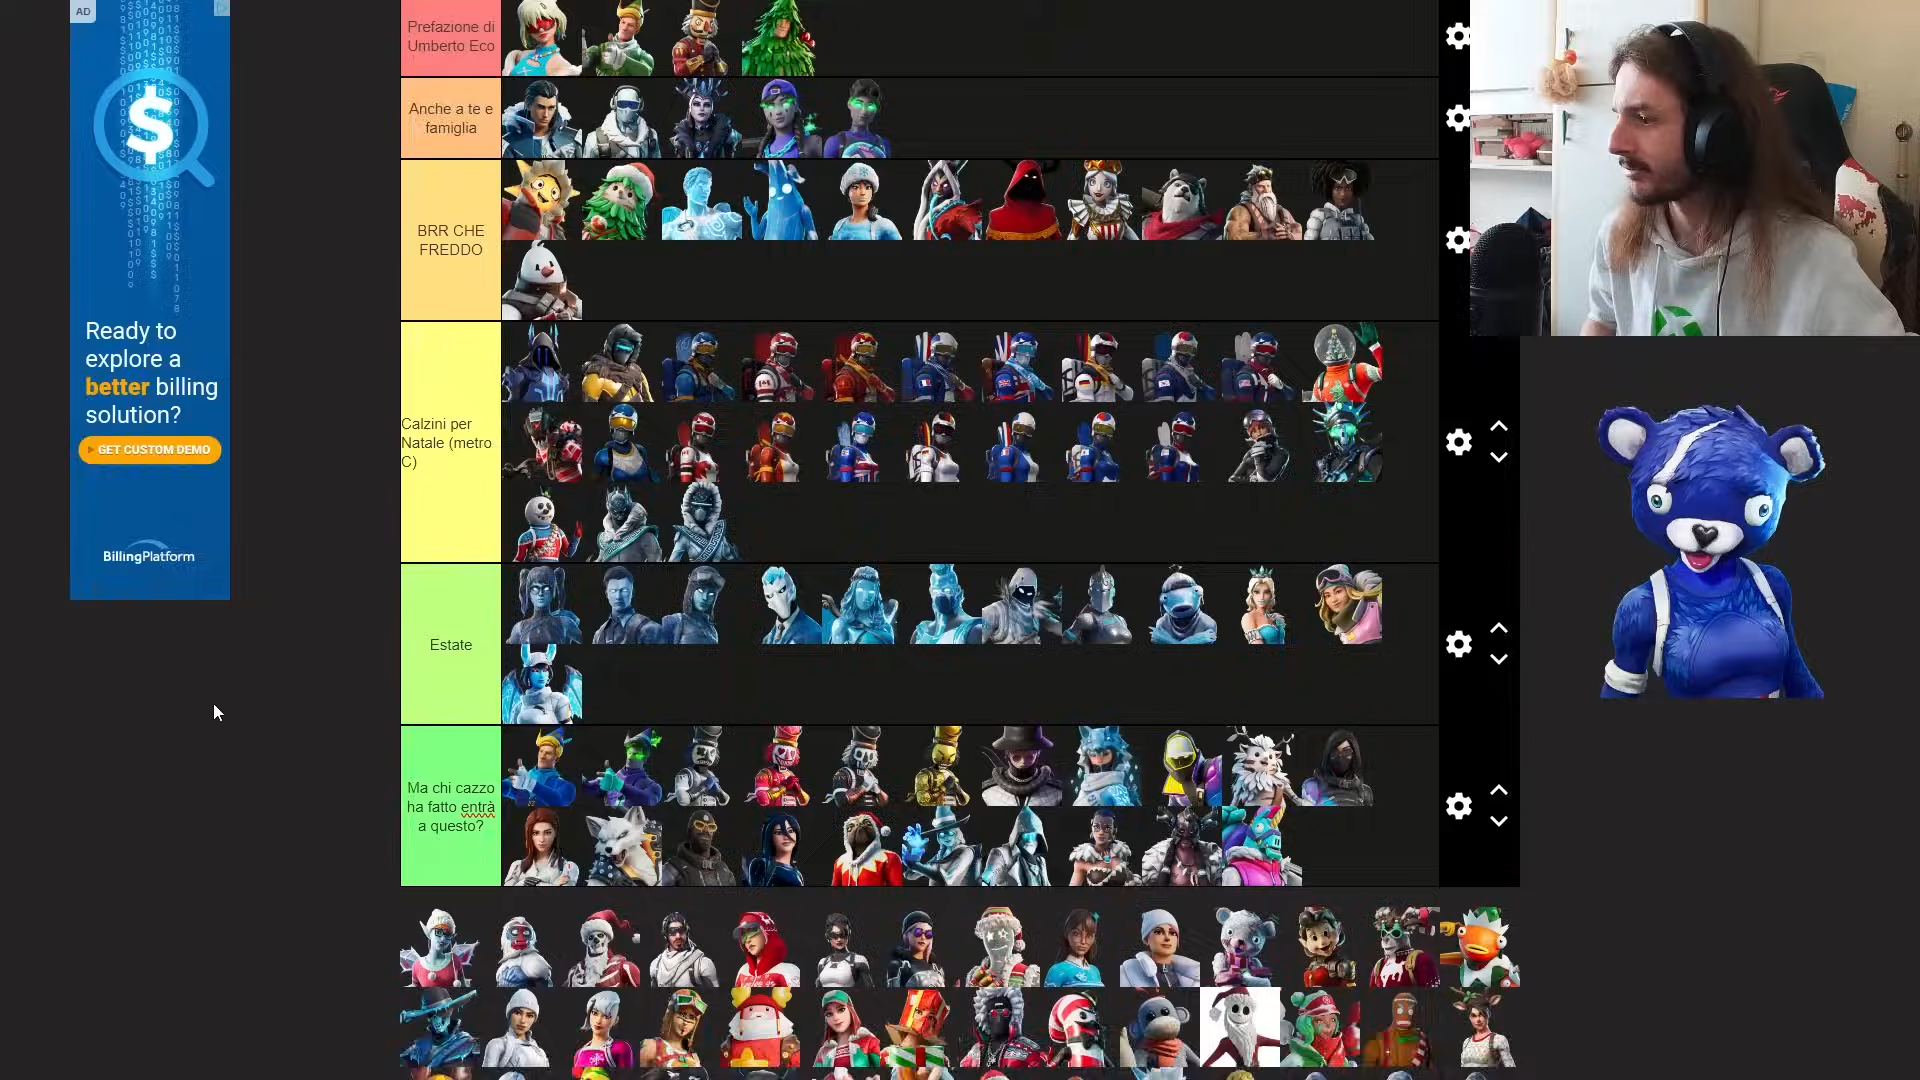 AD
Ready to
explore a
better billing
solution?
GET CUSTOM DEMO
BillingPlatform
Prefazione di
Umberto Eco
Anche a te e
famiglia
BRR CHE
FREDDO
Calzini per
Natale (metro
C)
Estate
Ma chi cazzo
ha fatto entrà
a questo?